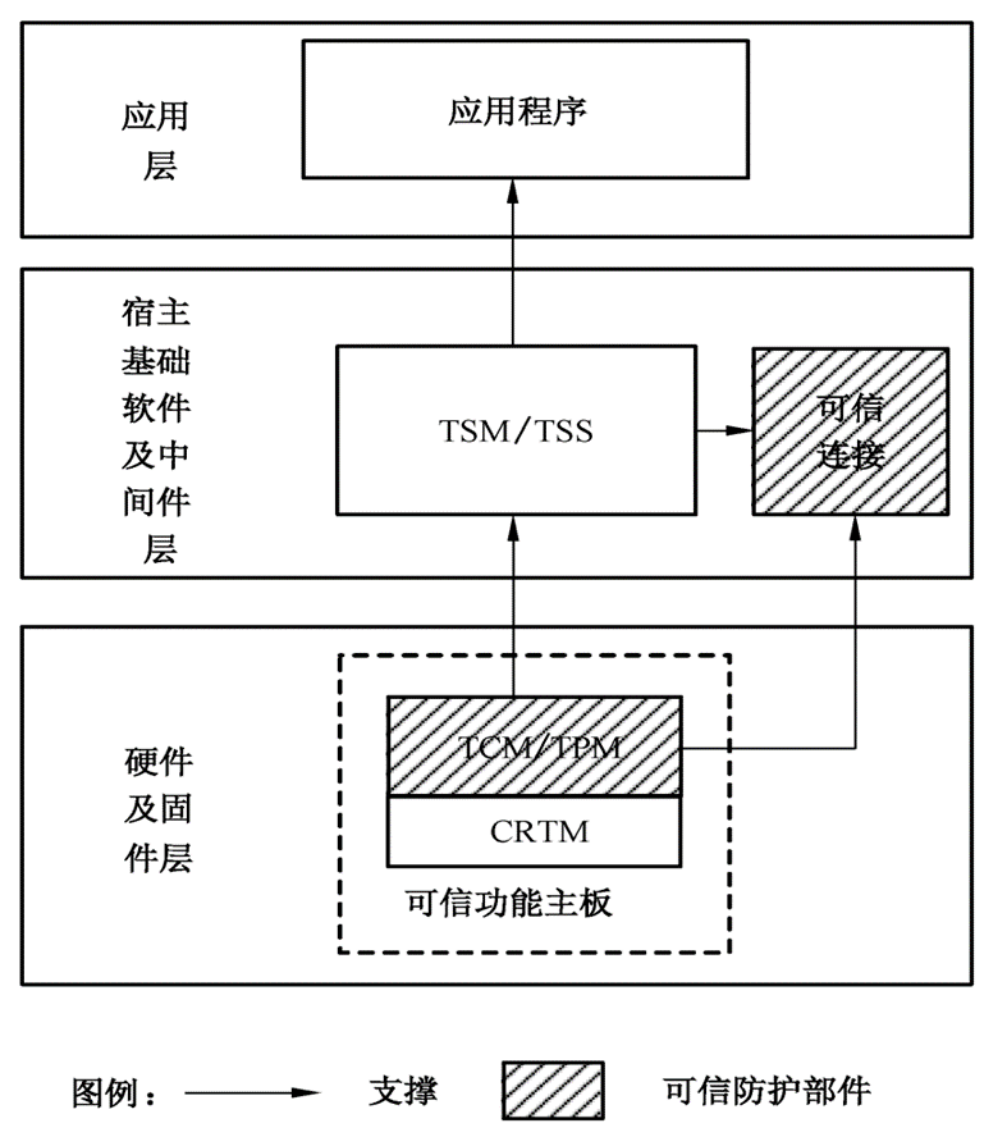 应用
层
应用程序
宿主
基础
软件
及中
间件
层
TSM/TSS
可信
连接
硬件
及固
件层
TCM/TPM
CRTM
可信功能主板
图例：
支撑
可信防护部件